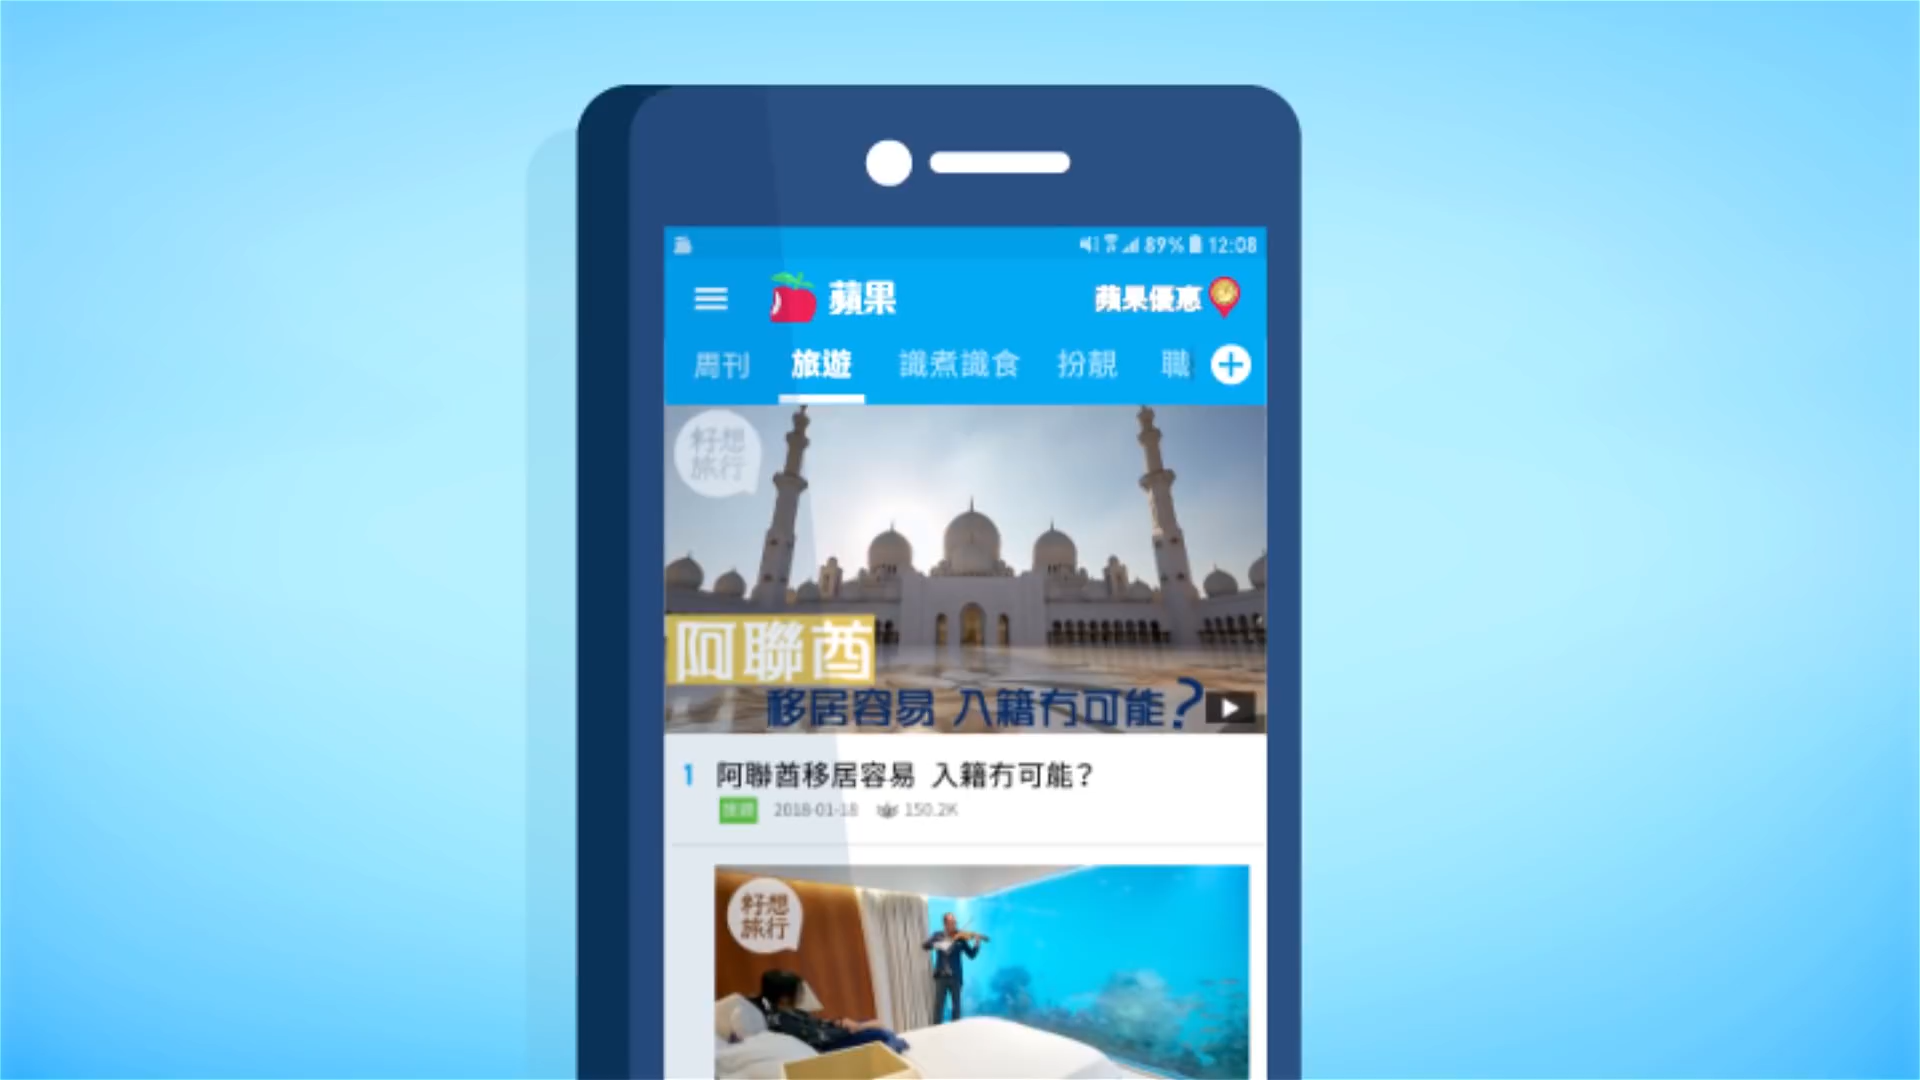 89% 12:08
蘋果
蘋果優惠
周刊 旅遊 識煮識食 扮靚 職
籽想
旅行
阿聯酋
移居容易 入籍冇可能?
1 阿聯酋移居容易 入籍冇可能?
旅遊 2018-01-18 150.2K
籽想
旅行